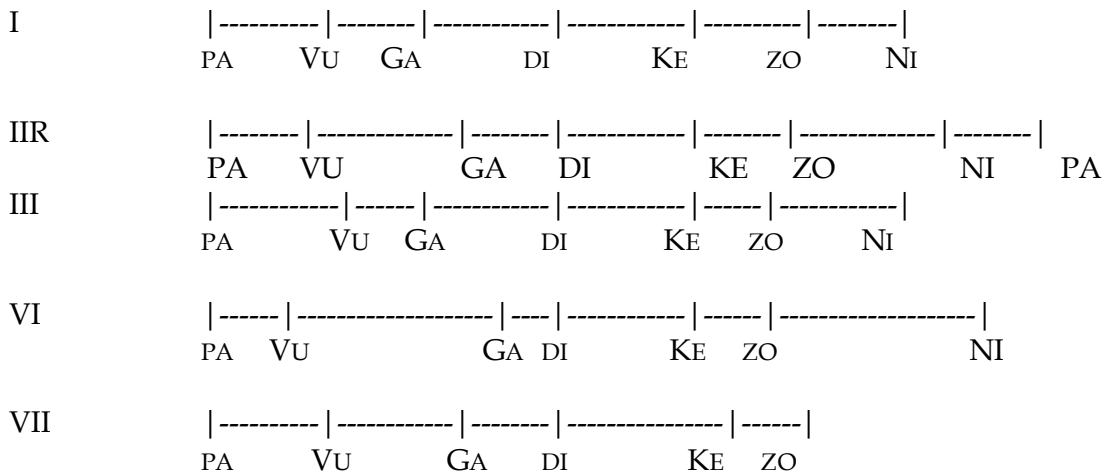 I |----------|--------|------------|------------|----------|--------|
PA VU GA DI KE ZO NI
IIR |--------|--------------|--------|------------|--------|--------------|--------|
PA VU GA DI KE ZO NI PA
III |------------|------|------------|------------|------|------------|
PA VU GA DI KE ZO NI
VI |------|--------------------|----|------------|------|--------------------|
PA VU GA DI KE ZO NI
VII |----------|------------|--------|----------------|------|
PA VU GA DI KE ZO